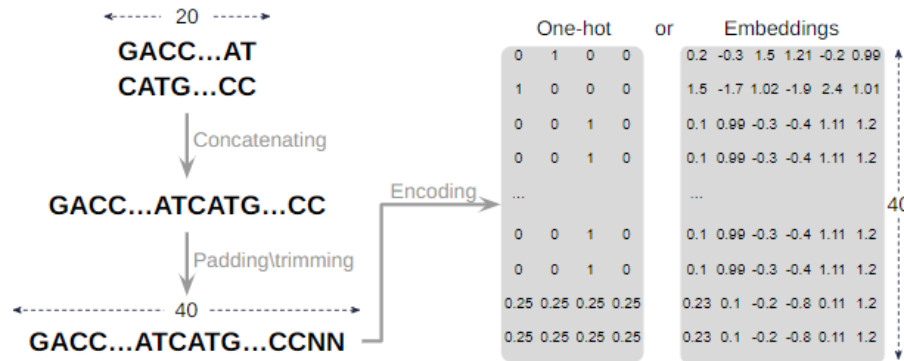 20
GACC...AT
CATG...CC
Concatenating
GACC...ATCATG...CC
Padding\trimming
40
GACC...ATCATG...CCNN
Encoding
One-hot or Embeddings
0 1 0 0 0.2 -0.3 1.5 1.21 -0.2 0.99
1 0 0 0 1.5 -1.7 1.02 -1.9 2.4 1.01
0 0 1 0 0.1 0.99 -0.3 -0.4 1.11 1.2
0 0 1 0 0.1 0.99 -0.3 -0.4 1.11 1.2
... ...
0 0 1 0 0.1 0.99 -0.3 -0.4 1.11 1.2
0 0 1 0 0.1 0.99 -0.3 -0.4 1.11 1.2
0.25 0.25 0.25 0.25 0.23 0.1 -0.2 -0.8 0.11 1.2
0.25 0.25 0.25 0.25 0.23 0.1 -0.2 -0.8 0.11 1.2
40